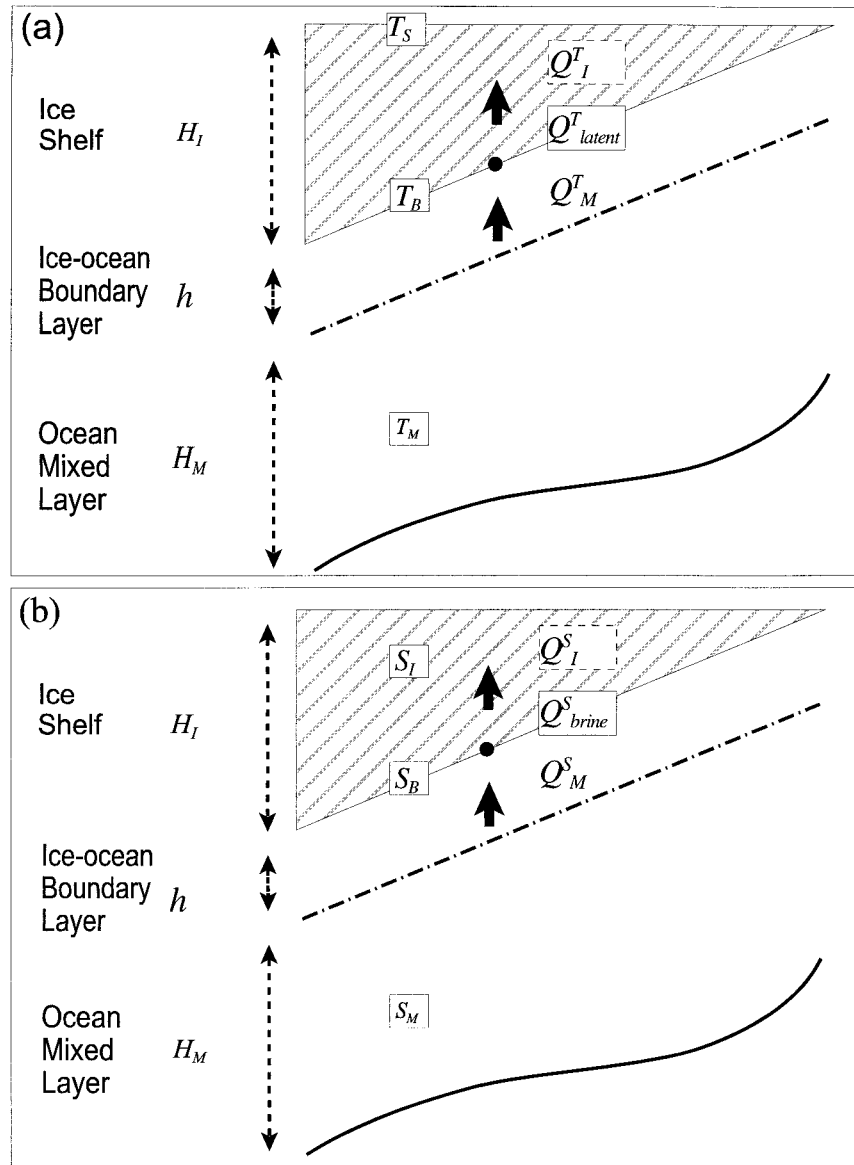 (a)
T_S
Q^T_I
Ice
Shelf
H_I
Q^T_latent
T_B
Q^T_M
Ice-ocean
Boundary
Layer
h
T_M
Ocean
Mixed
Layer
H_M
(b)
Q^S_I
S_I
Ice
Shelf
H_I
Q^S_brine
S_B
Q^S_M
Ice-ocean
Boundary
Layer
h
S_M
Ocean
Mixed
Layer
H_M